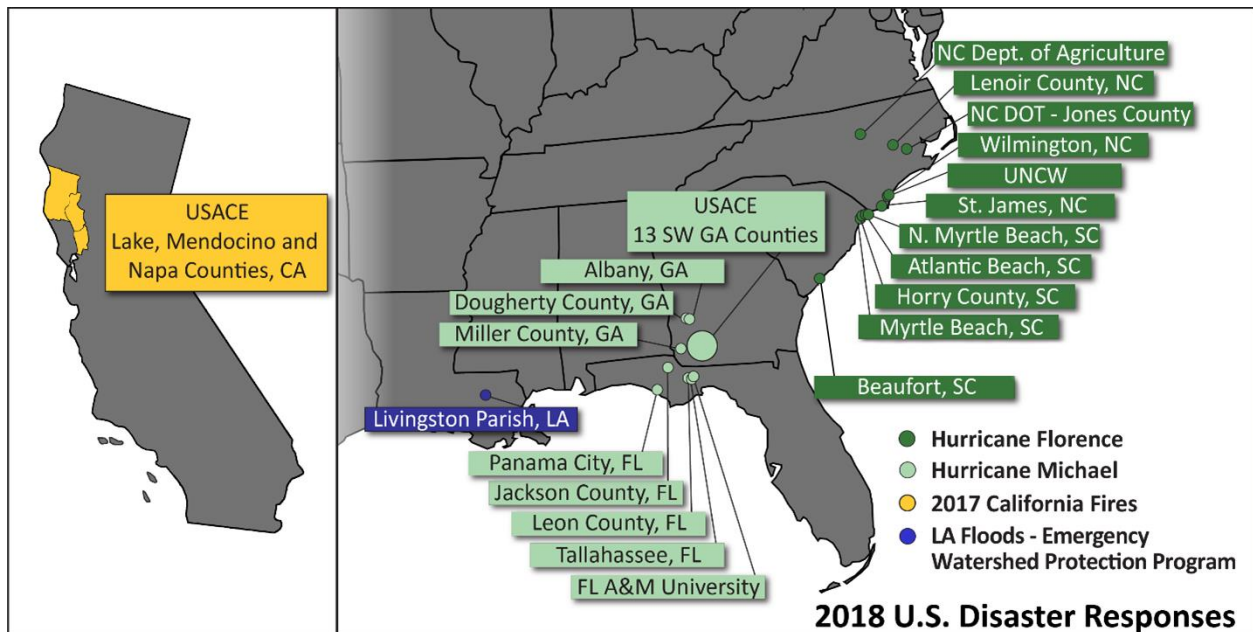 USACE
Lake, Mendocino and
Napa Counties, CA
NC Dept. of Agriculture
Lenoir County, NC
NC DOT - Jones County
Wilmington, NC
UNCW
St. James, NC
N. Myrtle Beach, SC
Atlantic Beach, SC
Horry County, SC
Myrtle Beach, SC
Beaufort, SC
USACE
13 SW GA Counties
Albany, GA
Dougherty County, GA
Miller County, GA
Livingston Parish, LA
Panama City, FL
Jackson County, FL
Leon County, FL
Tallahassee, FL
FL A&M University
Hurricane Florence
Hurricane Michael
2017 California Fires
LA Floods - Emergency
Watershed Protection Program
2018 U.S. Disaster Responses